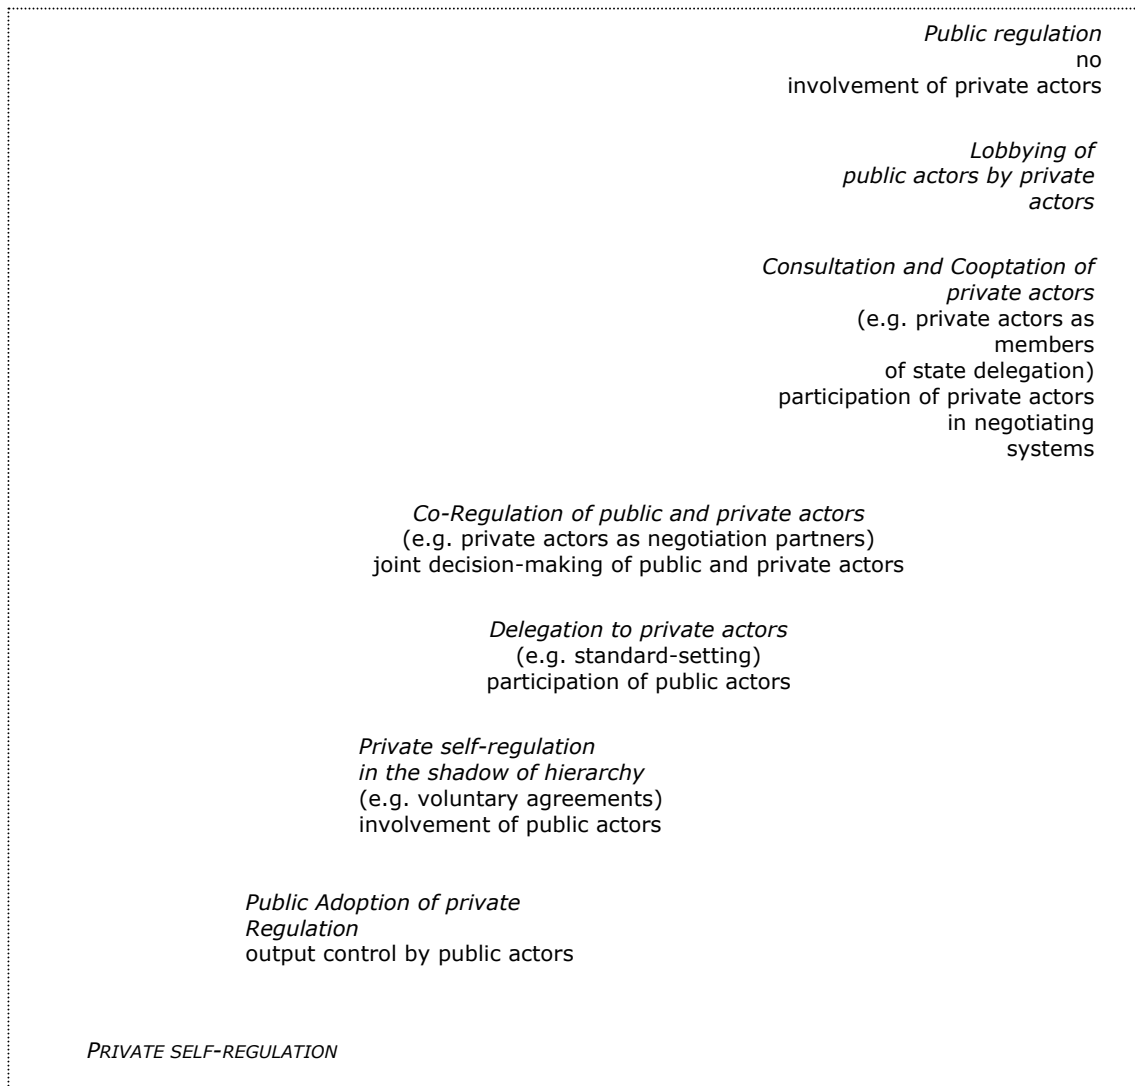 Public regulation
no
involvement of private actors
Lobbying of
public actors by private
actors
Consultation and Cooptation of
private actors
(e.g. private actors as
members
of state delegation)
participation of private actors
in negotiating
systems
Co-Regulation of public and private actors
(e.g. private actors as negotiation partners)
joint decision-making of public and private actors
Delegation to private actors
(e.g. standard-setting)
participation of public actors
Private self-regulation
in the shadow of hierarchy
(e.g. voluntary agreements)
involvement of public actors
Public Adoption of private
Regulation
output control by public actors
PRIVATE SELF-REGULATION